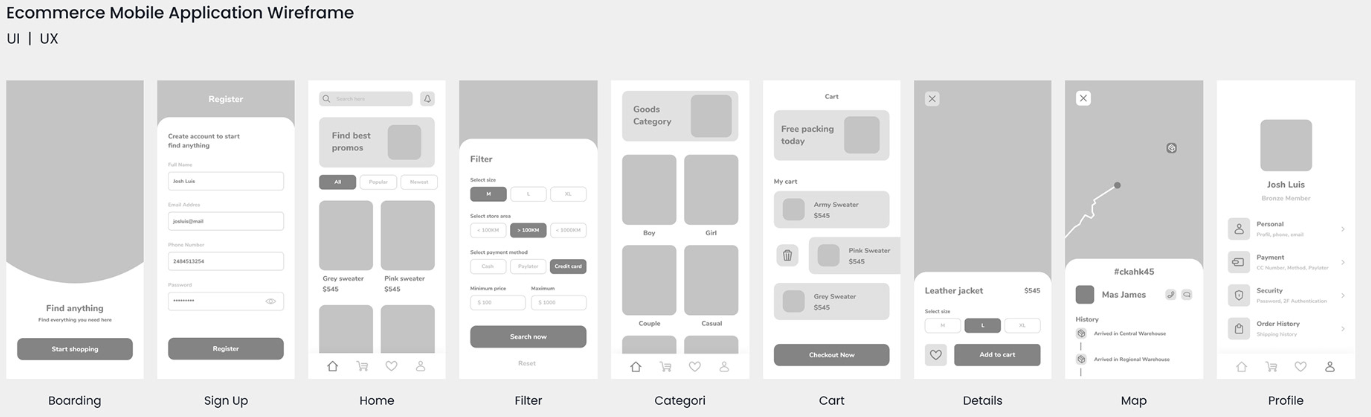 Ecommerce Mobile Application Wireframe
UI | UX
Find anything
Find everything you need here
Start shopping
Boarding
Register
Create account to start
find anything
Full Name
Josh Luis
Email Address
josluis@mail
Phone Number
2484513254
Password
•••••••••
Register
Sign Up
Search here
Find best
promos
All
Popular
Newest
Grey sweater
$545
Pink sweater
$545
Home
Filter
Select size
M
L
XL
Select store area
< 100KM
> 100KM
< 1000KM
Select payment method
Cash
Paylater
Credit card
Minimum price
Maximum
$ 100
$ 1000
Search now
Reset
Filter
Goods
Category
Boy
Girl
Couple
Casual
Categori
Cart
Free packing
today
My cart
Army Sweater
$545
Pink Sweater
$545
Grey Sweater
$545
Checkout Now
Cart
Leather jacket
$545
Select size
M
L
XL
Add to cart
Details
#ckahk45
Mas James
History
Arrived in Central Warehouse
Arrived in Regional Warehouse
Map
Josh Luis
Bronze Member
Personal
Profil, phone, email
Payment
CC Number, Method, Paylater
Security
Password, 2F Authentication
Order History
Shipping history
Profile